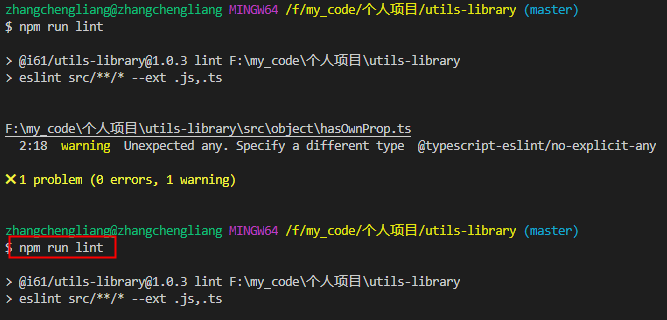 zhangchengliang@zhangchengliang MINGW64 /f/my_code/个人项目/utils-library (master)
$ npm run lint
> @i61/utils-library@1.0.3 lint F:\my_code\个人项目\utils-library
> eslint src/**/* --ext .js,.ts
F:\my_code\个人项目\utils-library\src\object\hasOwnProp.ts
2:18  warning  Unexpected any. Specify a different type  @typescript-eslint/no-explicit-any
✖ 1 problem (0 errors, 1 warning)
zhangchengliang@zhangchengliang MINGW64 /f/my_code/个人项目/utils-library (master)
$ npm run lint
> @i61/utils-library@1.0.3 lint F:\my_code\个人项目\utils-library
> eslint src/**/* --ext .js,.ts